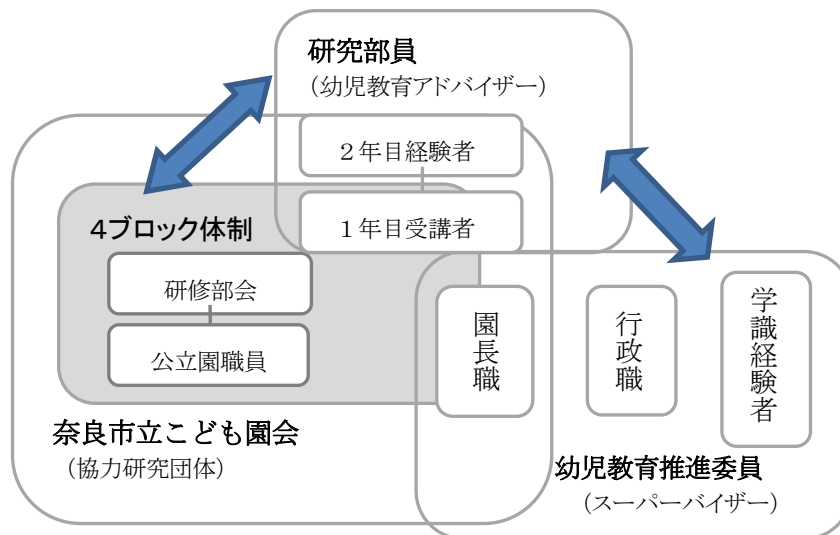 研究部員
（幼児教育アドバイザー）
２年目経験者
１年目受講者
４ブロック体制
研修部会
公立園職員
園長職
行政職
学識経験者
奈良市立こども園会
（協力研究団体）
幼児教育推進委員
（スーパーバイザー）